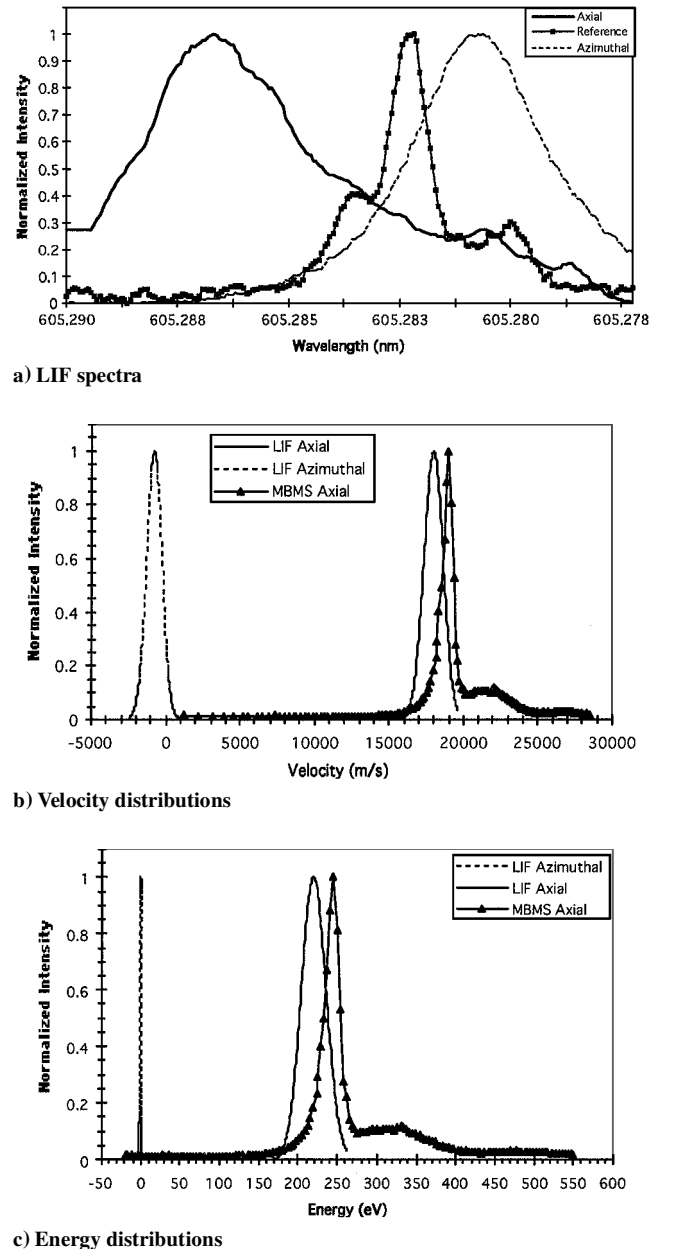 Axial
Reference
Azimuthal
Normalized Intensity
1
0.9
0.8
0.7
0.6
0.5
0.4
0.3
0.2
0.1
0
605.290 605.288 605.285 605.283 605.280 605.278
Wavelength (nm)
a) LIF spectra
LIF Axial
LIF Azimuthal
MBMS Axial
Normalized Intensity
1
0.8
0.6
0.4
0.2
0
-5000 0 5000 10000 15000 20000 25000 30000
Velocity (m/s)
b) Velocity distributions
LIF Azimuthal
LIF Axial
MBMS Axial
Normalized Intensity
1
0.8
0.6
0.4
0.2
0
-50 0 50 100 150 200 250 300 350 400 450 500 550 600
Energy (eV)
c) Energy distributions